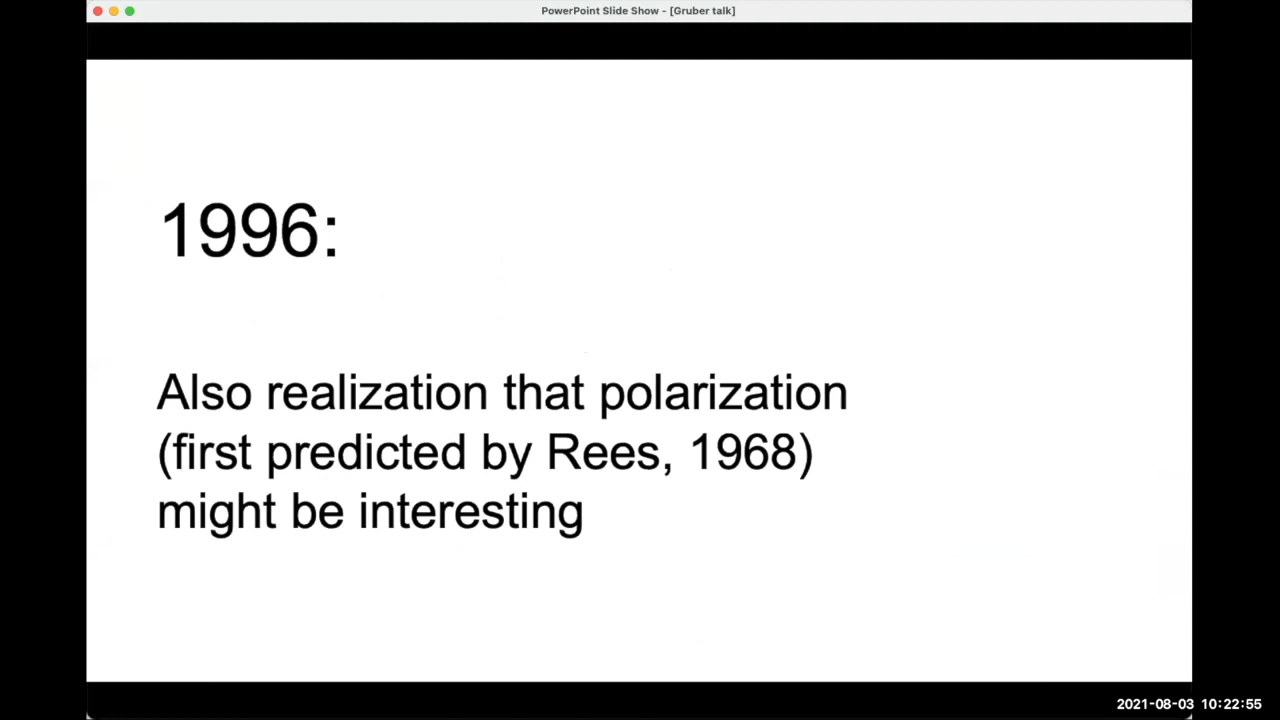 PowerPoint Slide Show - [Gruber talk]
1996:
Also realization that polarization
(first predicted by Rees, 1968)
might be interesting
2021-08-03 10:22:55